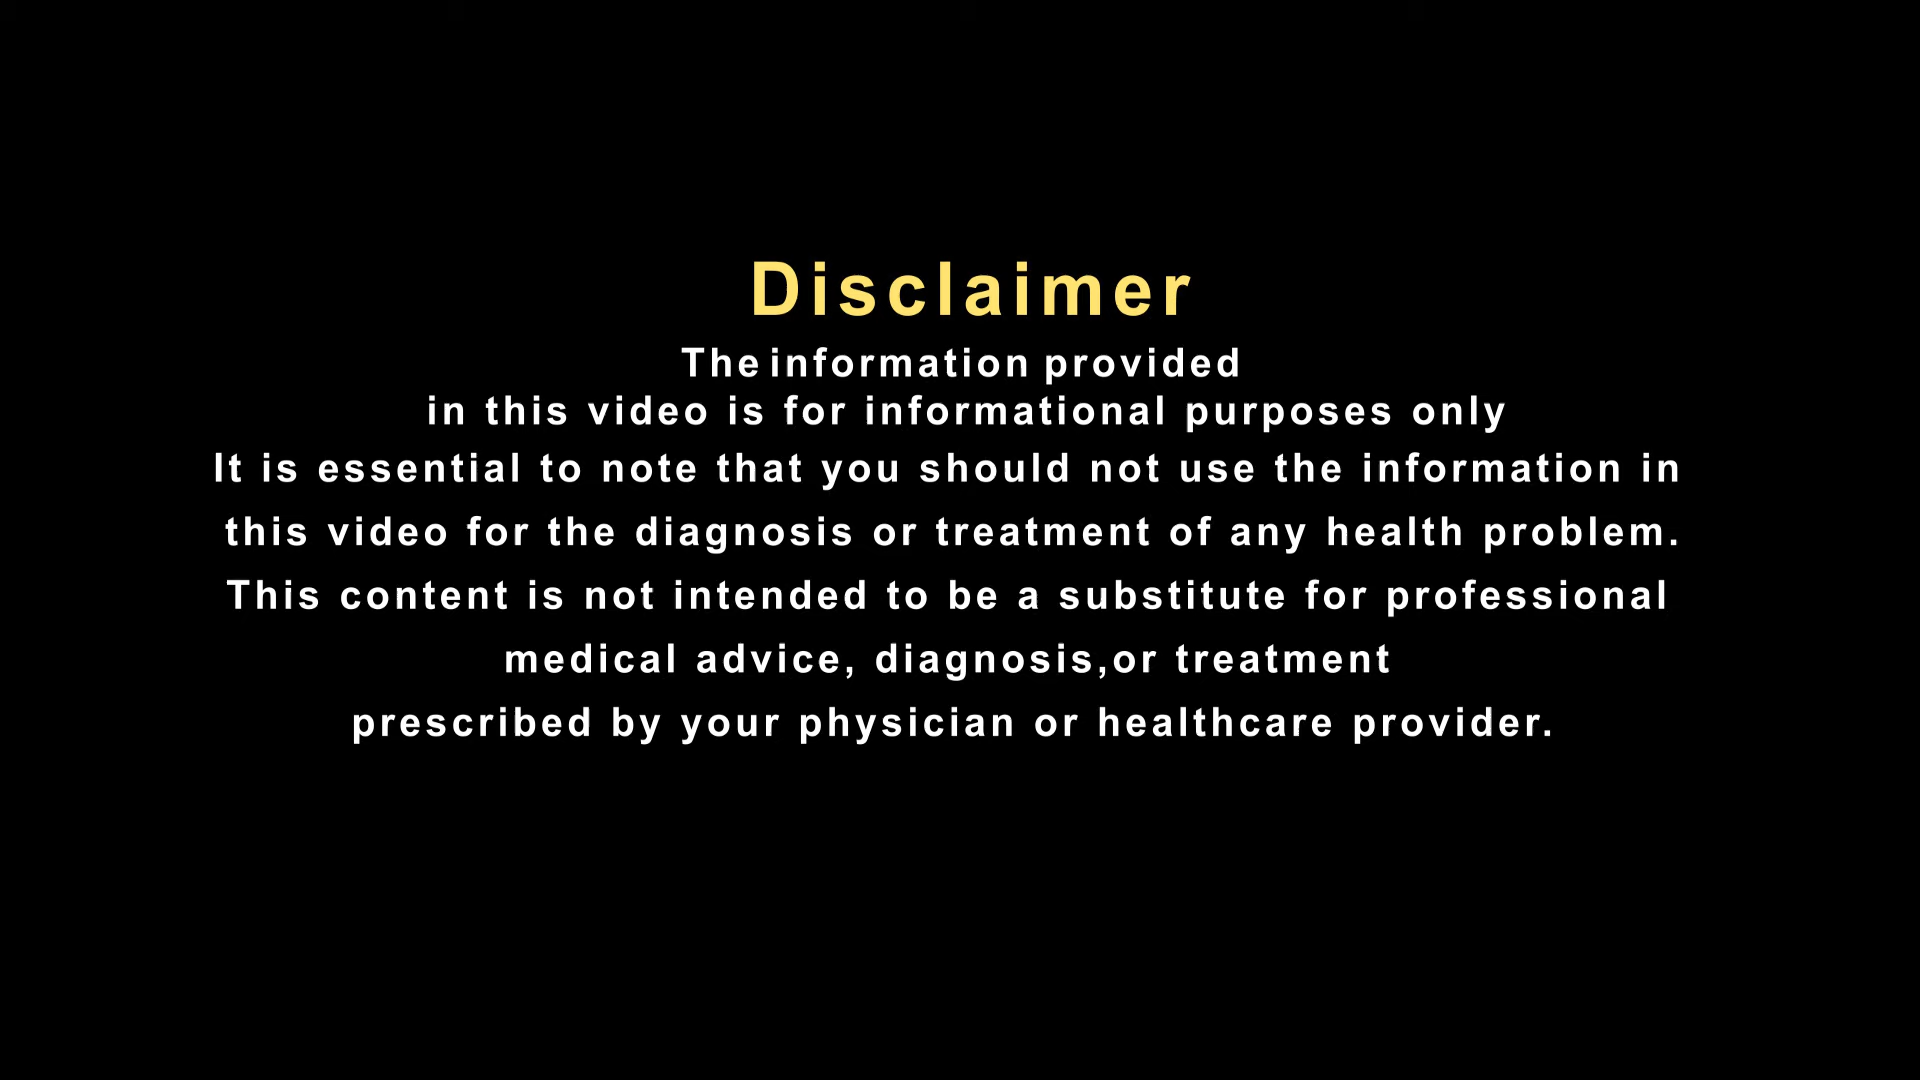 Disclaimer
The information provided
in this video is for informational purposes only
It is essential to note that you should not use the information in
this video for the diagnosis or treatment of any health problem.
This content is not intended to be a substitute for professional
medical advice, diagnosis,or treatment
prescribed by your physician or healthcare provider.